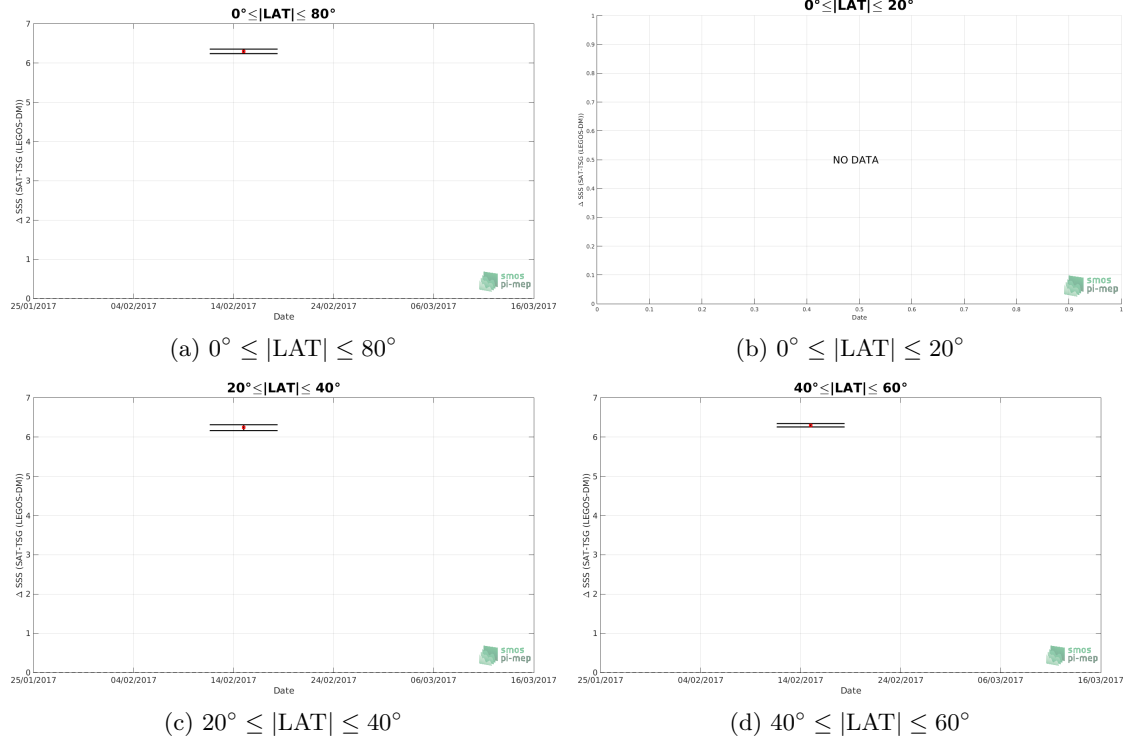 0°≤|LAT|≤ 80°
7
6
5
4
3
2
1
0
Δ SSS (SAT-TSG (LEGOS-DM))
smos
pi-mep
25/01/2017 04/02/2017 14/02/2017 24/02/2017 06/03/2017 16/03/2017
Date
(a) 0° ≤ |LAT| ≤ 80°
0°≤|LAT|≤ 20°
1
0.9
0.8
0.7
0.6
0.5
0.4
0.3
0.2
0.1
0
Δ SSS (SAT-TSG (LEGOS-DM))
NO DATA
smos
pi-mep
0 0.1 0.2 0.3 0.4 0.5 0.6 0.7 0.8 0.9 1
Date
(b) 0° ≤ |LAT| ≤ 20°
20°≤|LAT|≤ 40°
7
6
5
4
3
2
1
0
Δ SSS (SAT-TSG (LEGOS-DM))
smos
pi-mep
25/01/2017 04/02/2017 14/02/2017 24/02/2017 06/03/2017 16/03/2017
Date
(c) 20° ≤ |LAT| ≤ 40°
40°≤|LAT|≤ 60°
7
6
5
4
3
2
1
0
Δ SSS (SAT-TSG (LEGOS-DM))
smos
pi-mep
25/01/2017 04/02/2017 14/02/2017 24/02/2017 06/03/2017 16/03/2017
Date
(d) 40° ≤ |LAT| ≤ 60°